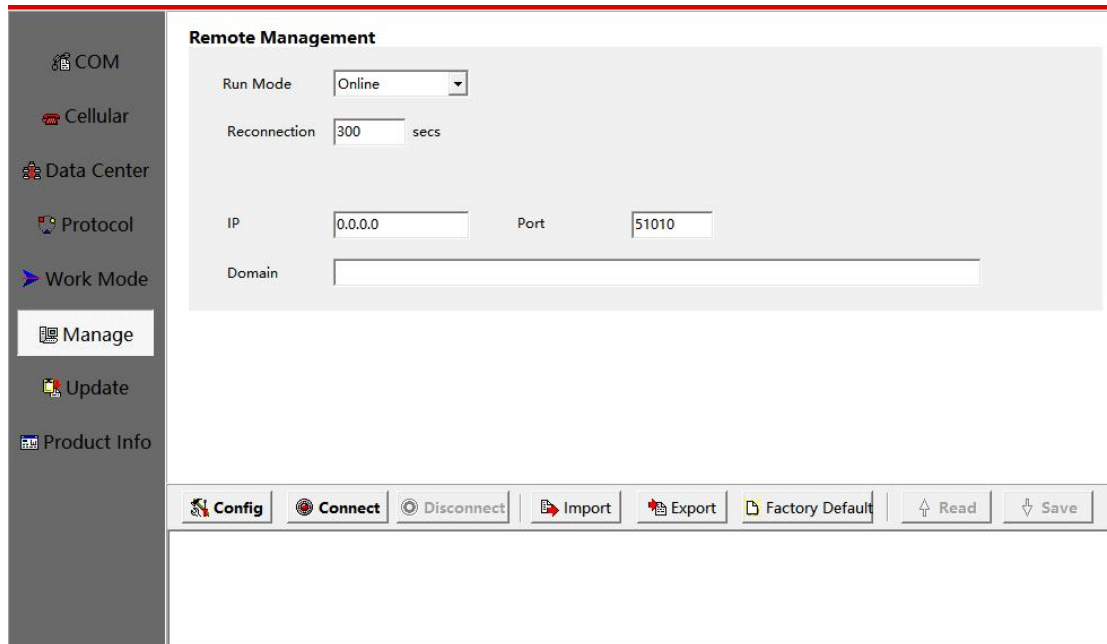 COM
Cellular
Data Center
Protocol
Work Mode
Manage
Update
Product Info
Remote Management
Run Mode Online
Reconnection 300 secs
IP 0.0.0.0 Port 51010
Domain
Config Connect Disconnect Import Export Factory Default Read Save